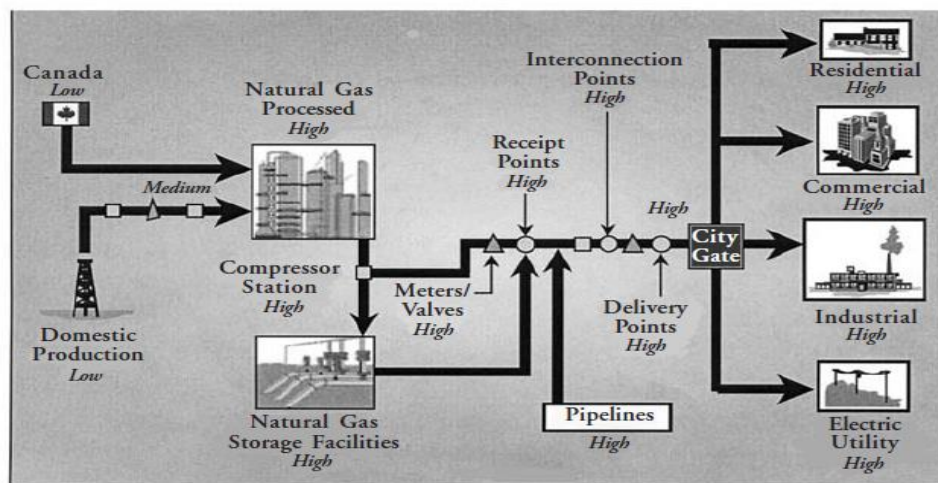 Canada
Low
Natural Gas
Processed
High
Medium
Domestic
Production
Low
Compressor
Station
High
Natural Gas
Storage Facilities
High
Meters/
Valves
High
Receipt
Points
High
Interconnection
Points
High
Pipelines
High
Delivery
Points
High
High
City
Gate
Residential
High
Commercial
High
Industrial
High
Electric
Utility
High